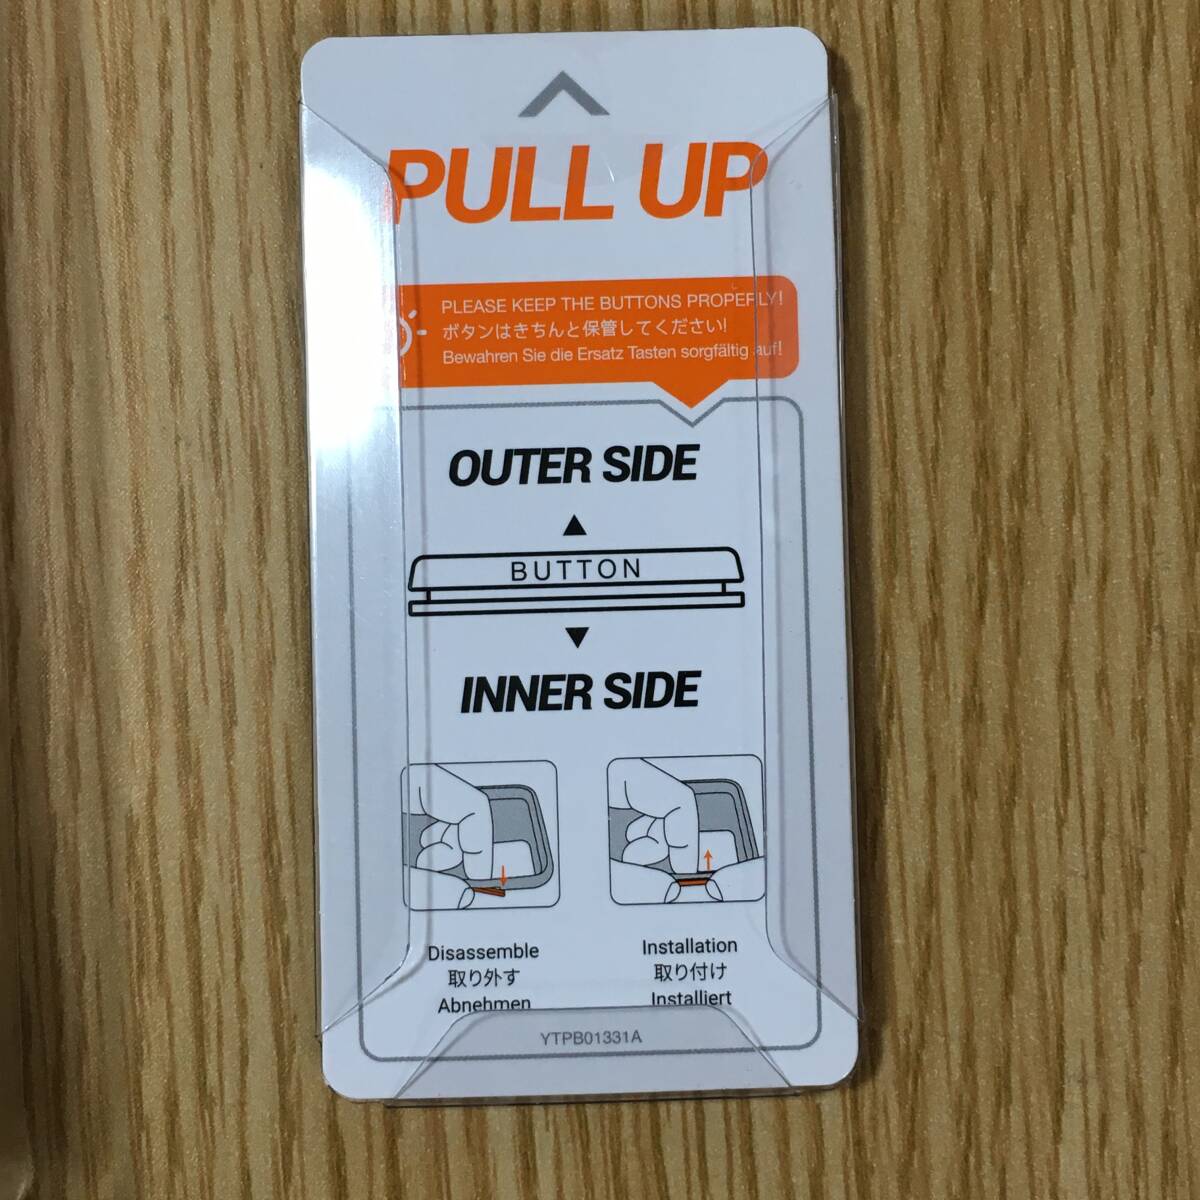 PULL UP
PLEASE KEEP THE BUTTONS PROPERLY!
ボタンはきちんと保管してください!
Bewahren Sie die Ersatz Tasten sorgfältig auf!
OUTER SIDE
BUTTON
INNER SIDE
Disassemble
取り外す
Abnehmen
Installation
取り付け
Installiert
YTPB01331A